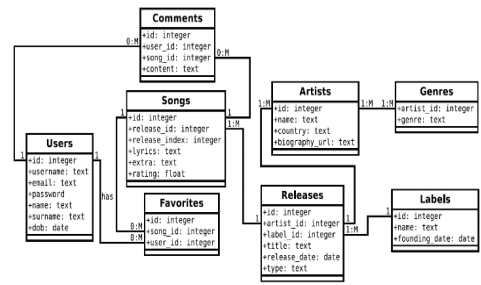 Comments
+id: integer
+user_id: integer
+song_id: integer
+content: text
0:M
0:M
Songs
+id: integer
+release_id: integer
+release_index: integer
+lyrics: text
+extra: text
+rating: float
1
1
1:M
Artists
+id: integer
+name: text
+country: text
+biography_url: text
1:M
1:M
1:M
Genres
+artist_id: integer
+genre: text
Users
+id: integer
+username: text
+email: text
+password
+name: text
+surname: text
+dob: date
1
1
has
Favorites
+id: integer
+song_id: integer
+user_id: integer
0:M
0:M
Releases
+id: integer
+artist_id: integer
+label_id: integer
+title: text
+release_date: date
+type: text
1
1
1:M
Labels
+id: integer
+name: text
+founding_date: date
1